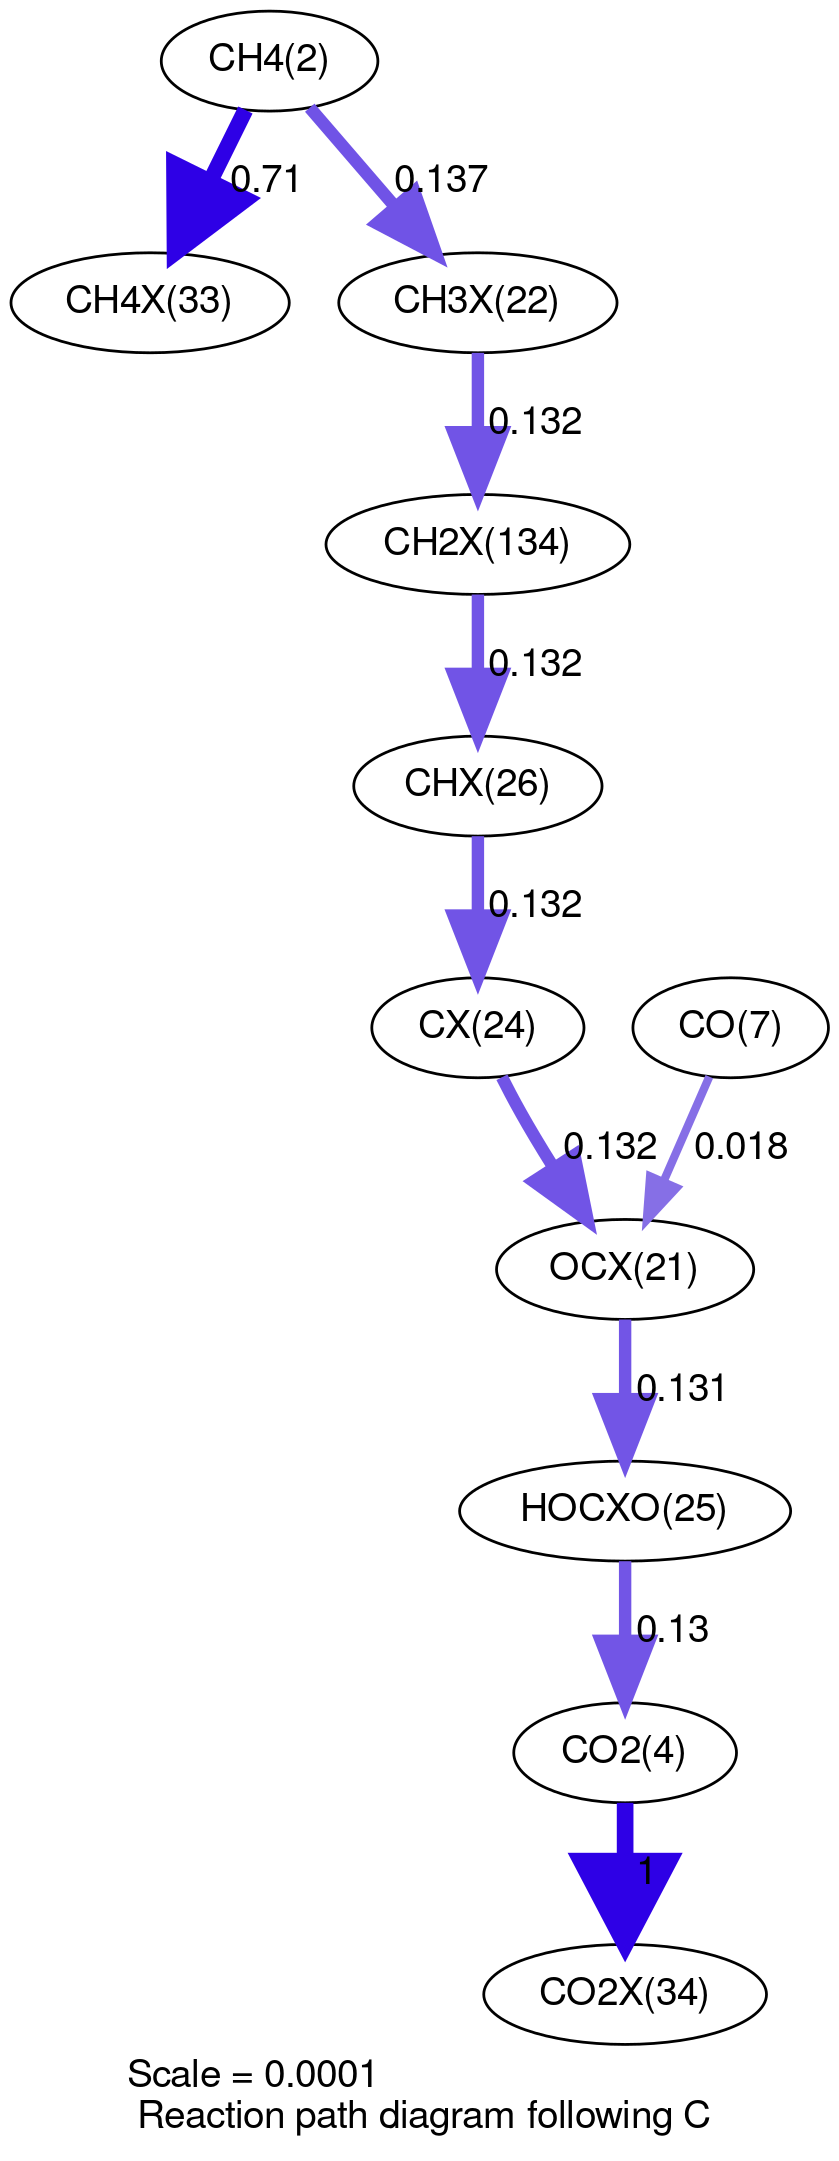 CH4(2)
0.71
0.137
CH4X(33)
CH3X(22)
0.132
CH2X(134)
0.132
CHX(26)
0.132
CX(24)
CO(7)
0.132
0.018
OCX(21)
0.131
HOCXO(25)
0.13
CO2(4)
1
CO2X(34)
Scale = 0.0001
Reaction path diagram following C